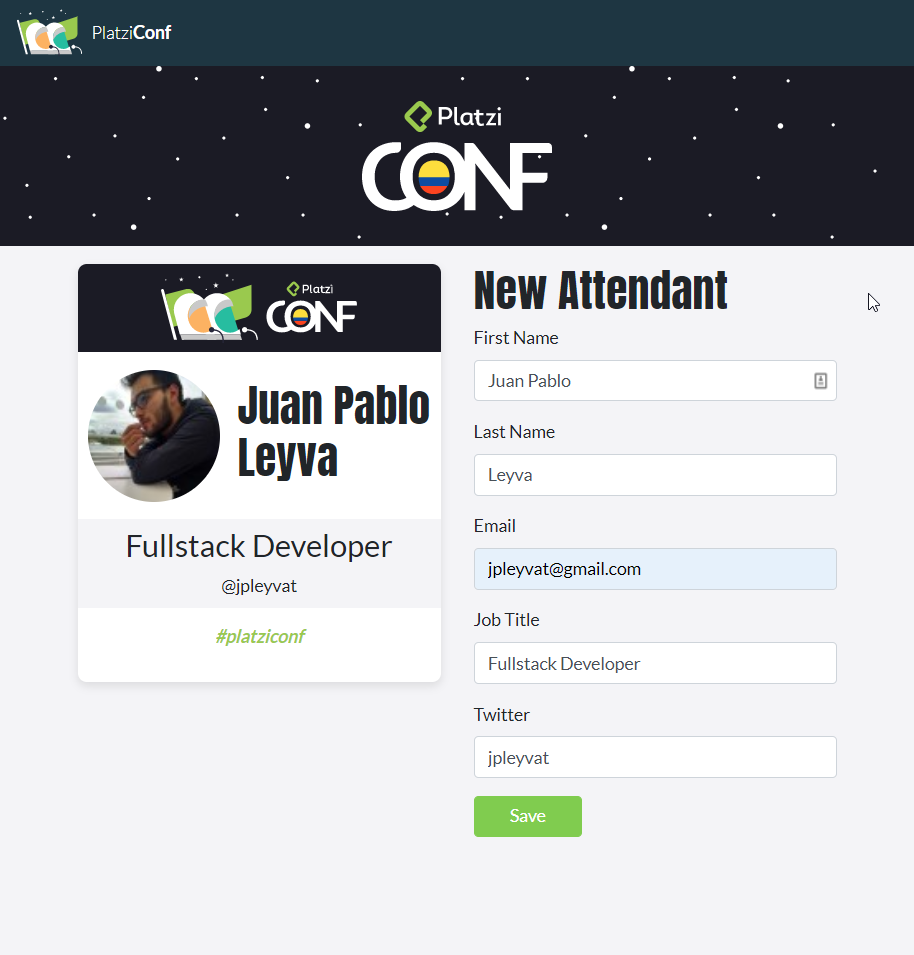 PlatziConf
Platzi
CONF
Platzi
CONF
Juan Pablo
Leyva
Fullstack Developer
@jpleyvat
#platziconf
New Attendant
First Name
Juan Pablo
Last Name
Leyva
Email
jpleyvat@gmail.com
Job Title
Fullstack Developer
Twitter
jpleyvat
Save